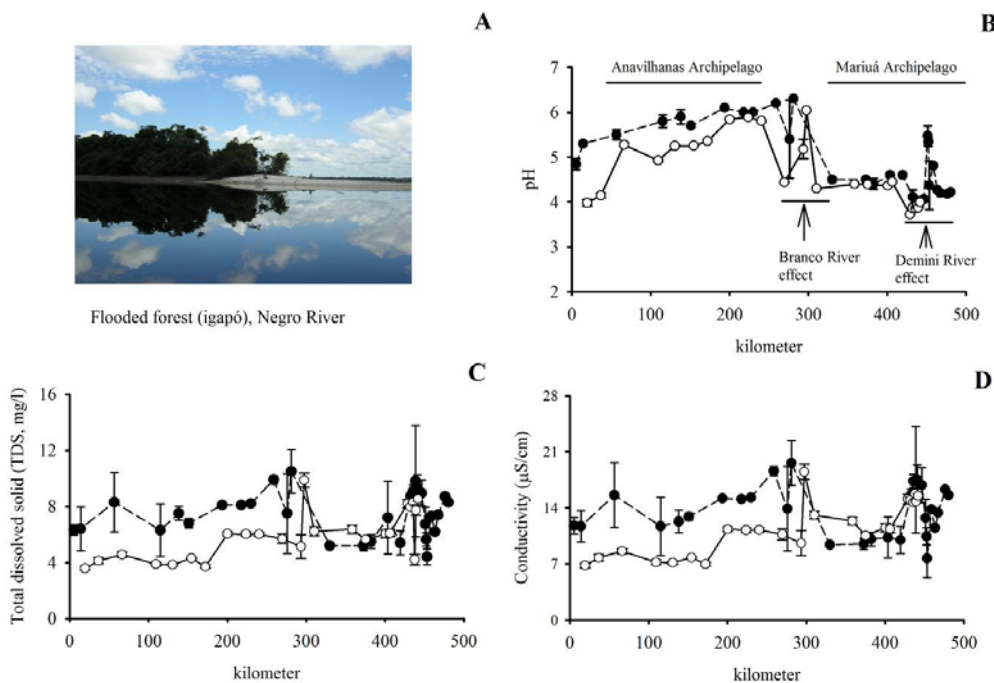 A
Flooded forest (igapó), Negro River
B
Anavilhanas Archipelago
Mariuá Archipelago
7
6
5
4
3
2
pH
Branco River
effect
Demini River
effect
0
100
200
300
400
500
kilometer
C
Total dissolved solid (TDS, mg/l)
16
12
8
4
0
0
100
200
300
400
500
kilometer
D
Conductivity (µS/cm)
28
21
14
7
0
0
100
200
300
400
500
kilometer